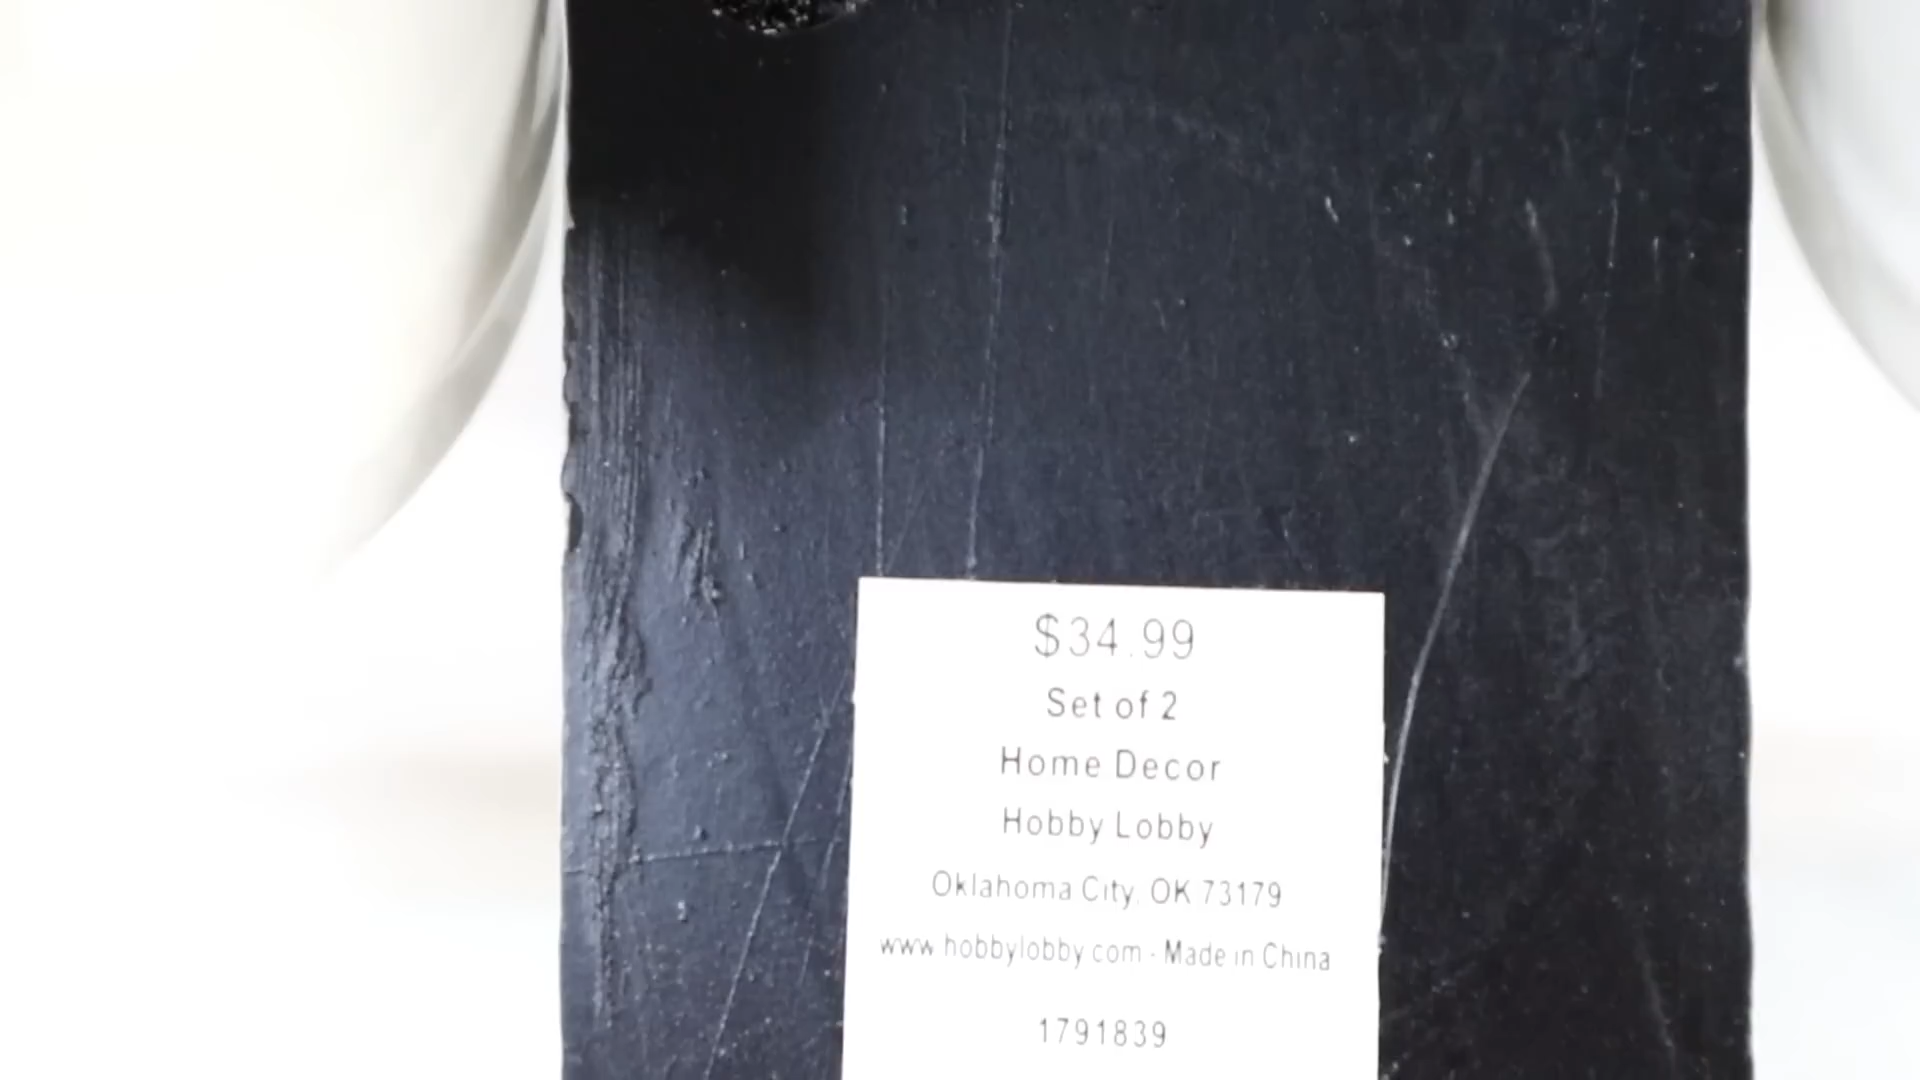 $34.99
Set of 2
Home Decor
Hobby Lobby
Oklahoma City, OK 73179
www.hobbylobby.com - Made in China
1791839